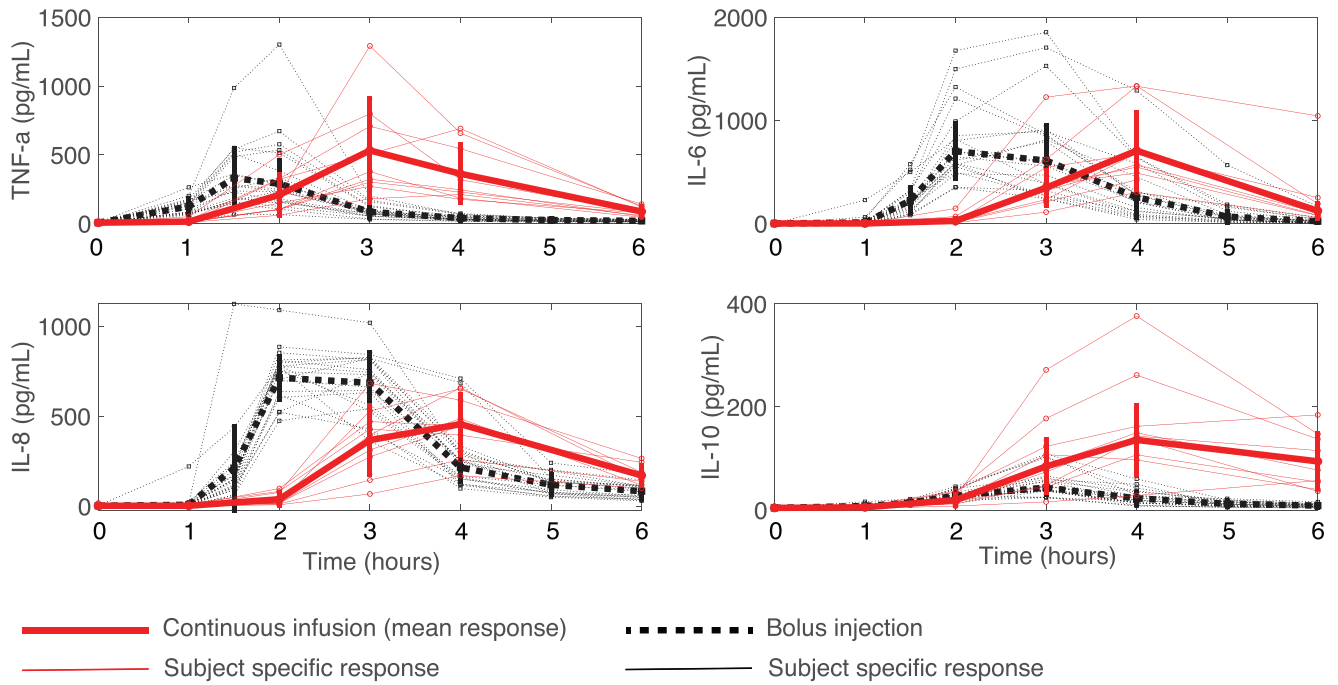 1500
1000
500
0
TNF-a (pg/mL)
0 1 2 3 4 5 6
2000
1000
0
IL-6 (pg/mL)
0 1 2 3 4 5 6
1000
500
0
IL-8 (pg/mL)
0 1 2 3 4 5 6
Time (hours)
400
200
0
IL-10 (pg/mL)
0 1 2 3 4 5 6
Time (hours)
Continuous infusion (mean response)
Bolus injection
Subject specific response
Subject specific response